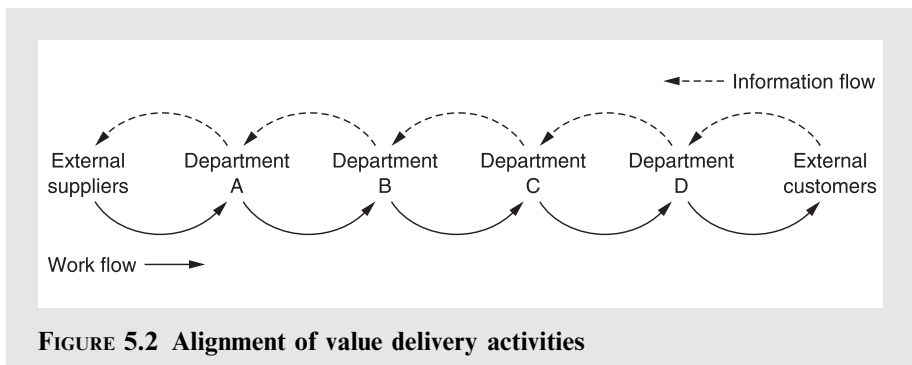 Information flow
External Department Department Department Department External
suppliers A B C D customers
Work flow
FIGURE 5.2 Alignment of value delivery activities